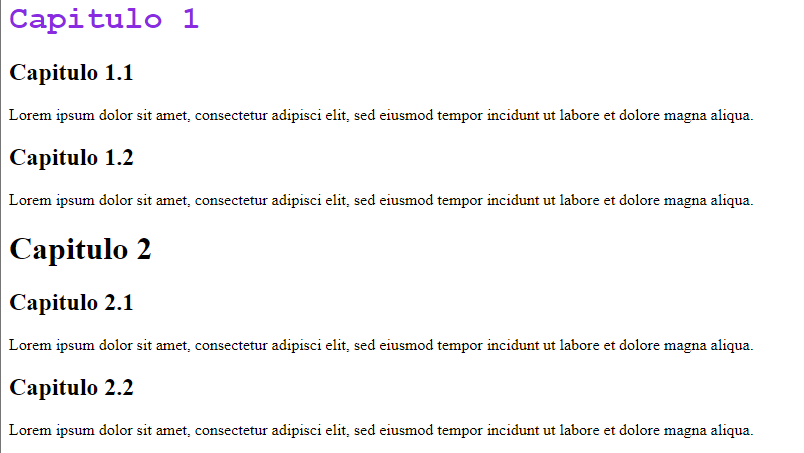 Capitulo 1
Capitulo 1.1
Lorem ipsum dolor sit amet, consectetur adipisci elit, sed eiusmod tempor incidunt ut labore et dolore magna aliqua.
Capitulo 1.2
Lorem ipsum dolor sit amet, consectetur adipisci elit, sed eiusmod tempor incidunt ut labore et dolore magna aliqua.
Capitulo 2
Capitulo 2.1
Lorem ipsum dolor sit amet, consectetur adipisci elit, sed eiusmod tempor incidunt ut labore et dolore magna aliqua.
Capitulo 2.2
Lorem ipsum dolor sit amet, consectetur adipisci elit, sed eiusmod tempor incidunt ut labore et dolore magna aliqua.